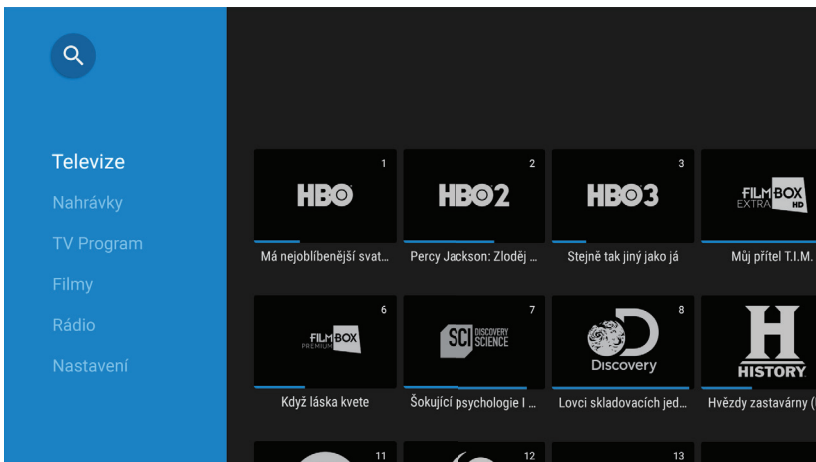 Televize
Nahrávky
TV Program
Filmy
Rádio
Nastavení
1
2
3
HBO
HBO2
HBO3
FILMBOX
EXTRA HD
Má nejoblíbenější svat...
Percy Jackson: Zloděj ...
Stejně tak jiný jako já
Můj přítel T.I.M.
6
7
8
FILMBOX
PREMIUM
SCI DISCOVERY
SCIENCE
Discovery
H
HISTORY
Když láska kvete
Šokující psychologie I ...
Lovci skladovacích jed...
Hvězdy zastavárny (
11
12
13